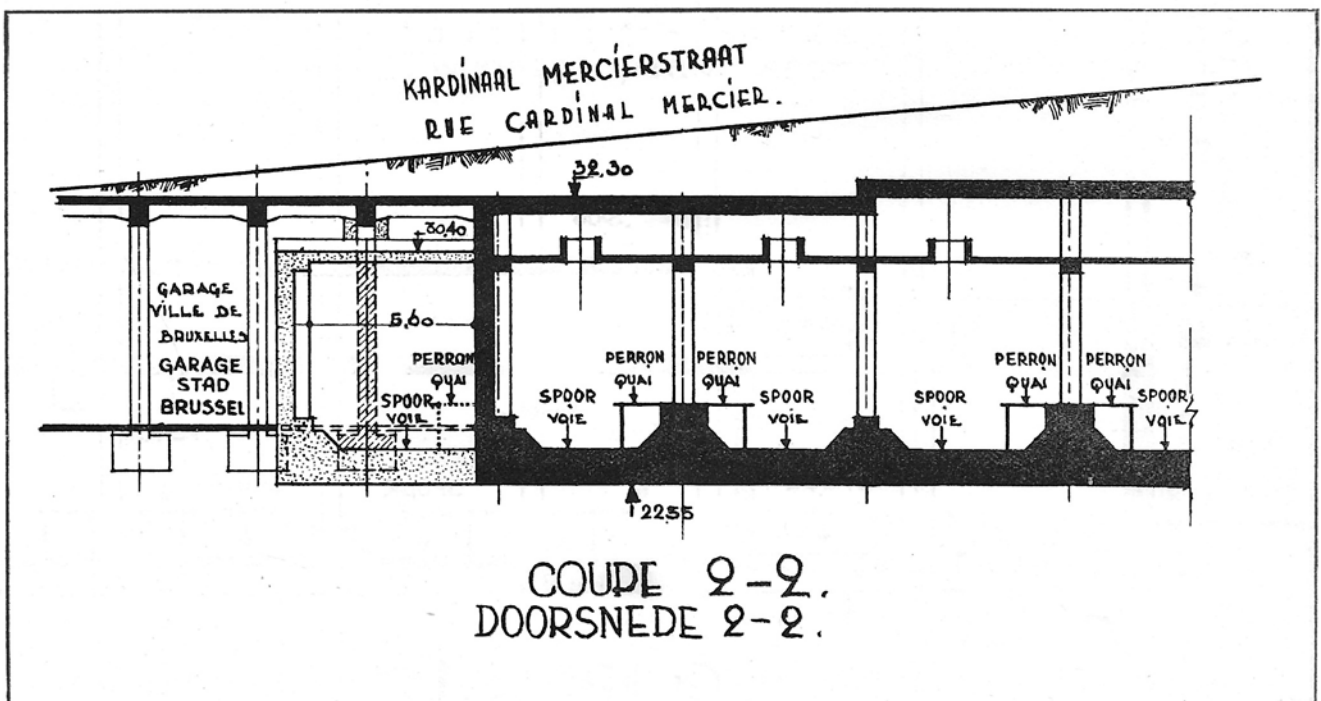 KARDINAAL MERCIERSTRAAT
RUE CARDINAL MERCIER.
32,30
30,40
GARAGE
VILLE DE
BRUXELLES
GARAGE
STAD
BRUSSEL
5,60
PERRON
QUAI
SPOOR
VOIE
SPOOR
VOIE
PERRON
QUAI
PERRON
QUAI
SPOOR
VOIE
SPOOR
VOIE
PERRON
QUAI
PERRON
QUAI
SPOOR
VOIE
22.55
COUPE 2-2.
DOORSNEDE 2-2.